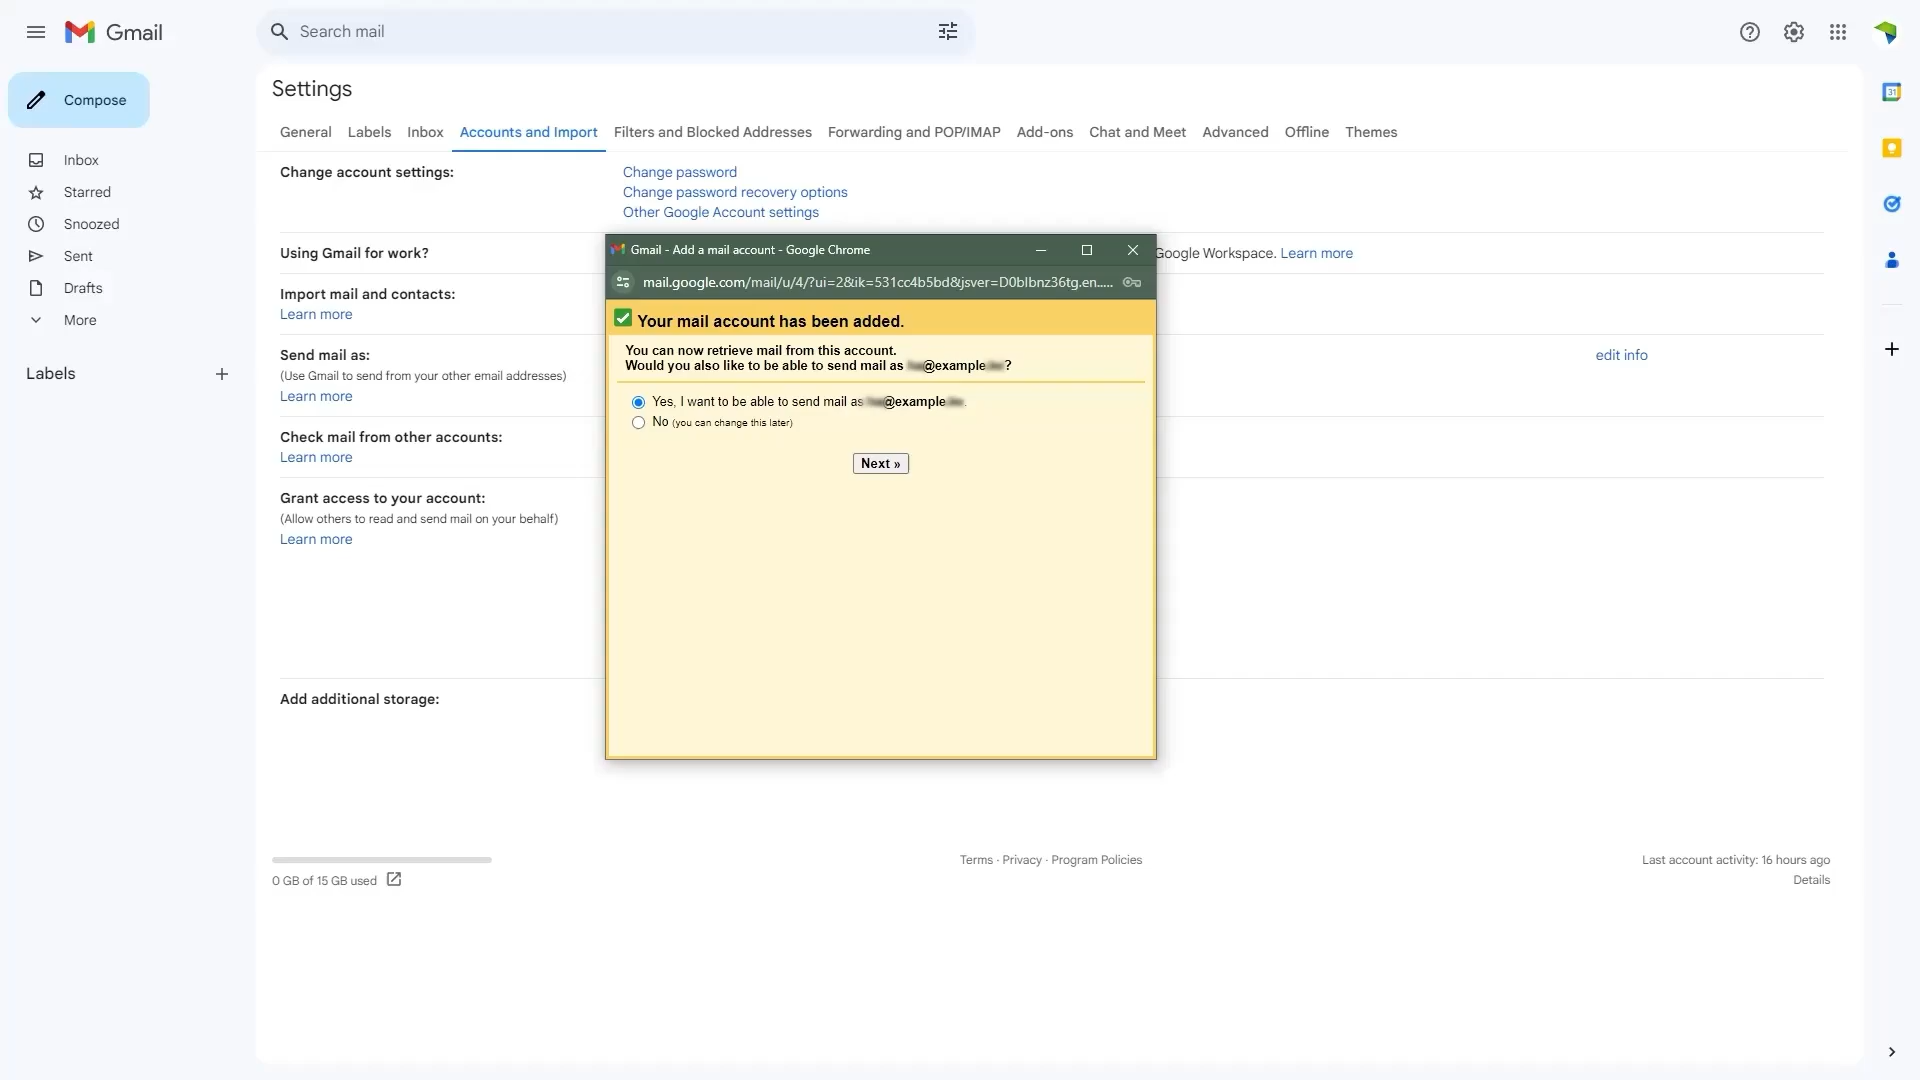 Gmail
Search mail
Compose
Inbox
Starred
Snoozed
Sent
Drafts
More
Labels
Settings
General Labels Inbox Accounts and Import Filters and Blocked Addresses Forwarding and POP/IMAP Add-ons Chat and Meet Advanced Offline Themes
Change account settings:
Change password
Change password recovery options
Other Google Account settings
Using Gmail for work?
Google Workspace. Learn more
Import mail and contacts:
Learn more
Send mail as:
(Use Gmail to send from your other email addresses)
Learn more
edit info
Check mail from other accounts:
Learn more
Grant access to your account:
(Allow others to read and send mail on your behalf)
Learn more
Add additional storage:
Gmail - Add a mail account - Google Chrome
mail.google.com/mail/u/4/?ui=2&ik=531cc4b5bd&jsver=D0bIbnz36tg.en.....
Your mail account has been added.
You can now retrieve mail from this account.
Would you also like to be able to send mail as @example ?
Yes, I want to be able to send mail as @example .
No (you can change this later)
Next »
0 GB of 15 GB used
Terms · Privacy · Program Policies
Last account activity: 16 hours ago
Details
31